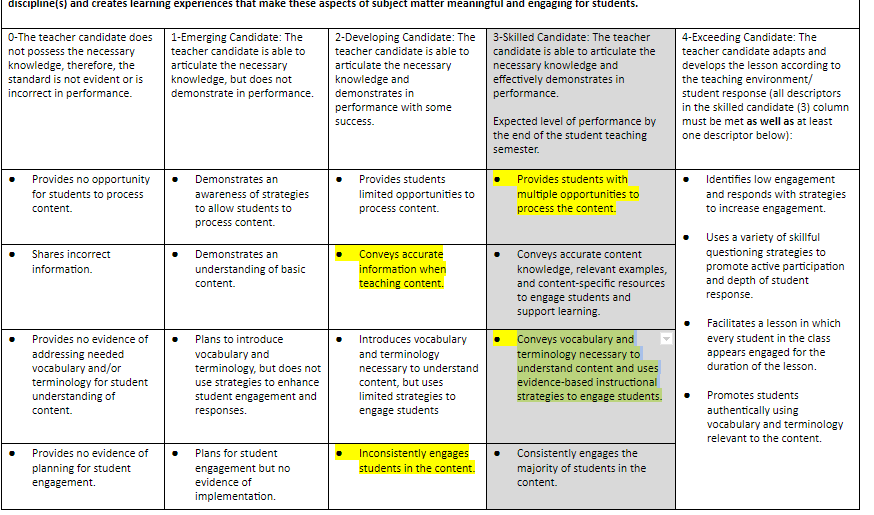 discipline(s) and creates learning experiences that make these aspects of subject matter meaningful and engaging for students.
0-The teacher candidate does
not possess the necessary
knowledge, therefore, the
standard is not evident or is
incorrect in performance.
1-Emerging Candidate: The
teacher candidate is able to
articulate the necessary
knowledge, but does not
demonstrate in performance.
2-Developing Candidate: The
teacher candidate is able to
articulate the necessary
knowledge and
demonstrates in
performance with some
success.
3-Skilled Candidate: The teacher
candidate is able to articulate the
necessary knowledge and
effectively demonstrates in
performance.
Expected level of performance by
the end of the student teaching
semester.
4-Exceeding Candidate: The
teacher candidate adapts and
develops the lesson according to
the teaching environment/
student response (all descriptors
in the skilled candidate (3) column
must be met as well as at least
one descriptor below):
• Provides no opportunity
for students to process
content.
• Demonstrates an
awareness of strategies
to allow students to
process content.
• Provides students
limited opportunities to
process content.
• Provides students with
multiple opportunities to
process the content.
• Identifies low engagement
and responds with strategies
to increase engagement.
• Uses a variety of skillful
questioning strategies to
promote active participation
and depth of student
response.
• Facilitates a lesson in which
every student in the class
appears engaged for the
duration of the lesson.
• Promotes students
authentically using
vocabulary and terminology
relevant to the content.
• Shares incorrect
information.
• Demonstrates an
understanding of basic
content.
• Conveys accurate
information when
teaching content.
• Conveys accurate content
knowledge, relevant examples,
and content-specific resources
to engage students and
support learning.
• Provides no evidence of
addressing needed
vocabulary and/or
terminology for student
understanding of
content.
• Plans to introduce
vocabulary and
terminology, but does not
use strategies to enhance
student engagement and
responses.
• Introduces vocabulary
and terminology
necessary to understand
content, but uses
limited strategies to
engage students
• Conveys vocabulary and
terminology necessary to
understand content and uses
evidence-based instructional
strategies to engage students.
• Provides no evidence of
planning for student
engagement.
• Plans for student
engagement but no
evidence of
implementation.
• Inconsistently engages
students in the content.
• Consistently engages the
majority of students in the
content.